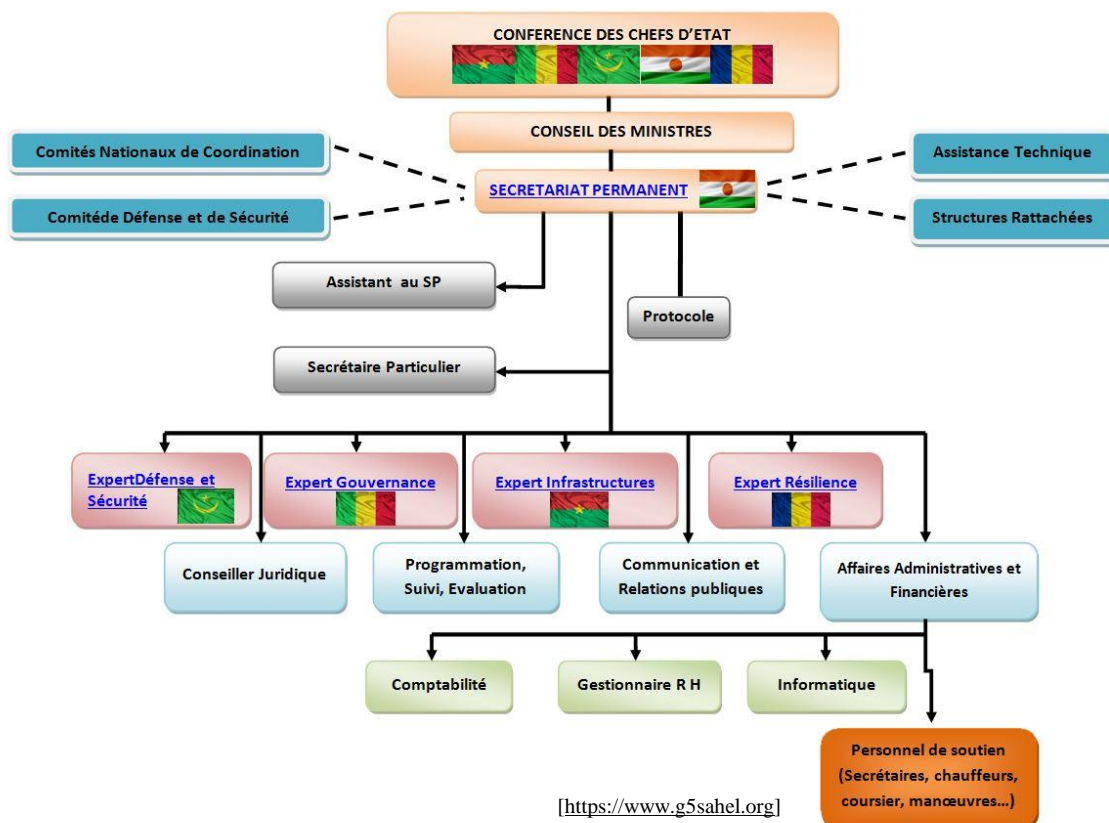 CONFERENCE DES CHEFS D'ETAT
CONSEIL DES MINISTRES
Comités Nationaux de Coordination
Assistance Technique
SECRETARIAT PERMANENT
Comitéde Défense et de Sécurité
Structures Rattachées
Assistant au SP
Protocole
Secrétaire Particulier
ExpertDéfense et
Sécurité
Expert Gouvernance
Expert Infrastructures
Expert Résilience
Conseiller Juridique
Programmation,
Suivi, Evaluation
Communication et
Relations publiques
Affaires Administratives et
Financières
Comptabilité
Gestionnaire R H
Informatique
Personnel de soutien
(Secrétaires, chauffeurs,
coursier, manœuvres...)
[https://www.g5sahel.org]